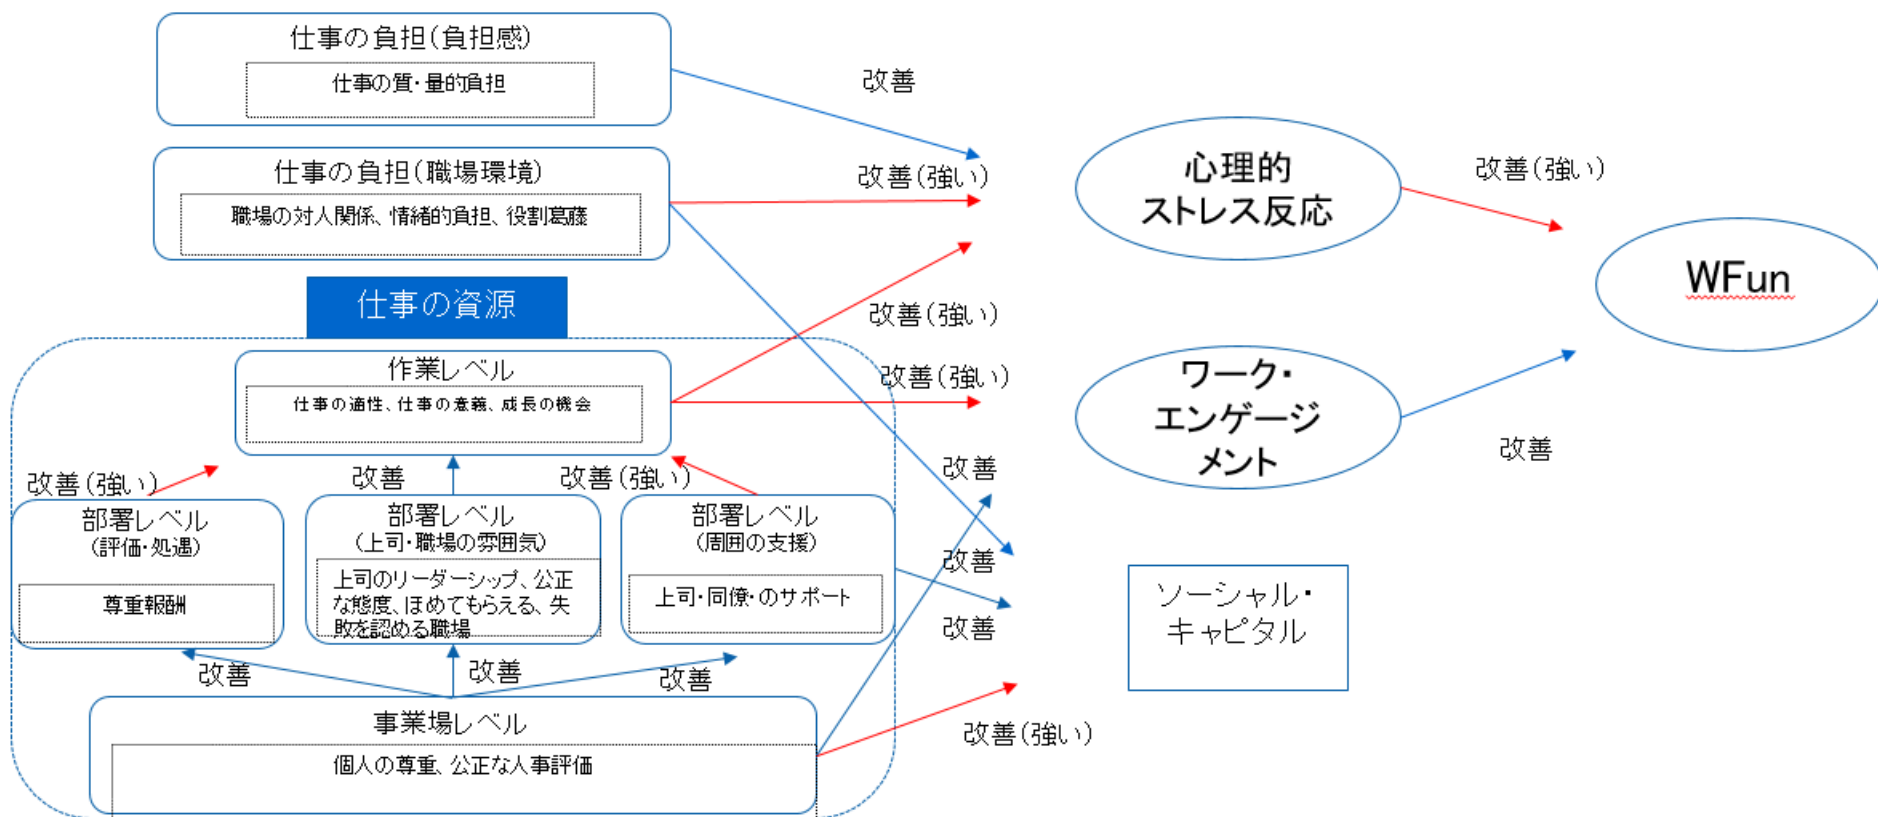 仕事の負担(負担感)
仕事の質・量的負担
改善
仕事の負担(職場環境)
職場の対人関係、情緒的負担、役割葛藤
改善(強い)
心理的
ストレス反応
改善(強い)
WFun
仕事の資源
改善(強い)
作業レベル
仕事の適性、仕事の意義、成長の機会
改善(強い)
ワーク・
エンゲージ
メント
改善
改善(強い)
改善
改善(強い)
改善
部署レベル
(評価・処遇)
尊重報酬
部署レベル
(上司・職場の雰囲気)
上司のリーダーシップ、公正
な態度、ほめてもらえる、失
敗を認める職場
部署レベル
(周囲の支援)
上司・同僚・のサポート
改善
改善
ソーシャル・
キャピタル
改善
改善
改善
事業場レベル
個人の尊重、公正な人事評価
改善(強い)